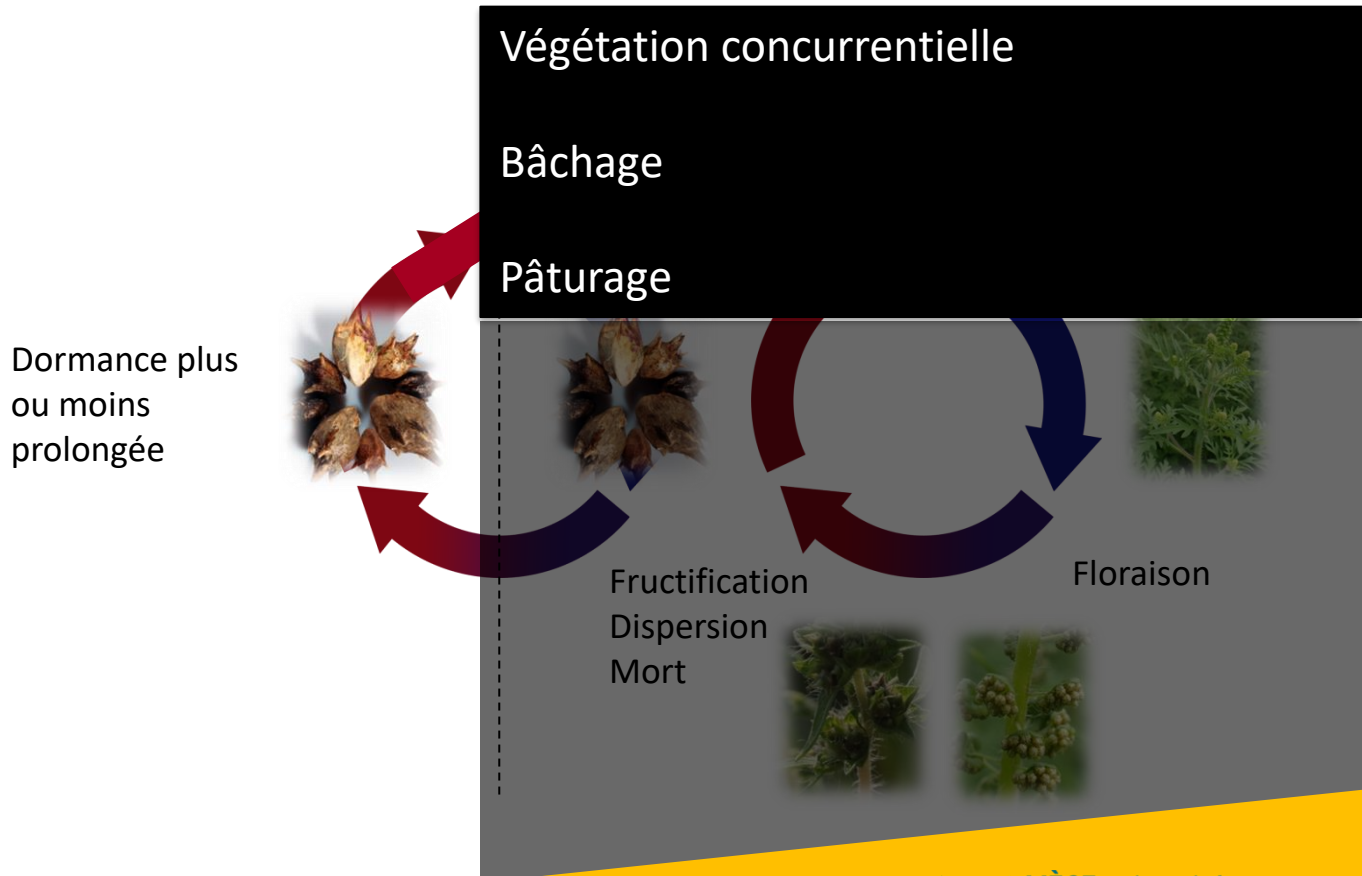 Végétation concurrentielle
Bâchage
Pâturage
Dormance plus
ou moins
prolongée
Fructification
Dispersion
Mort
Floraison